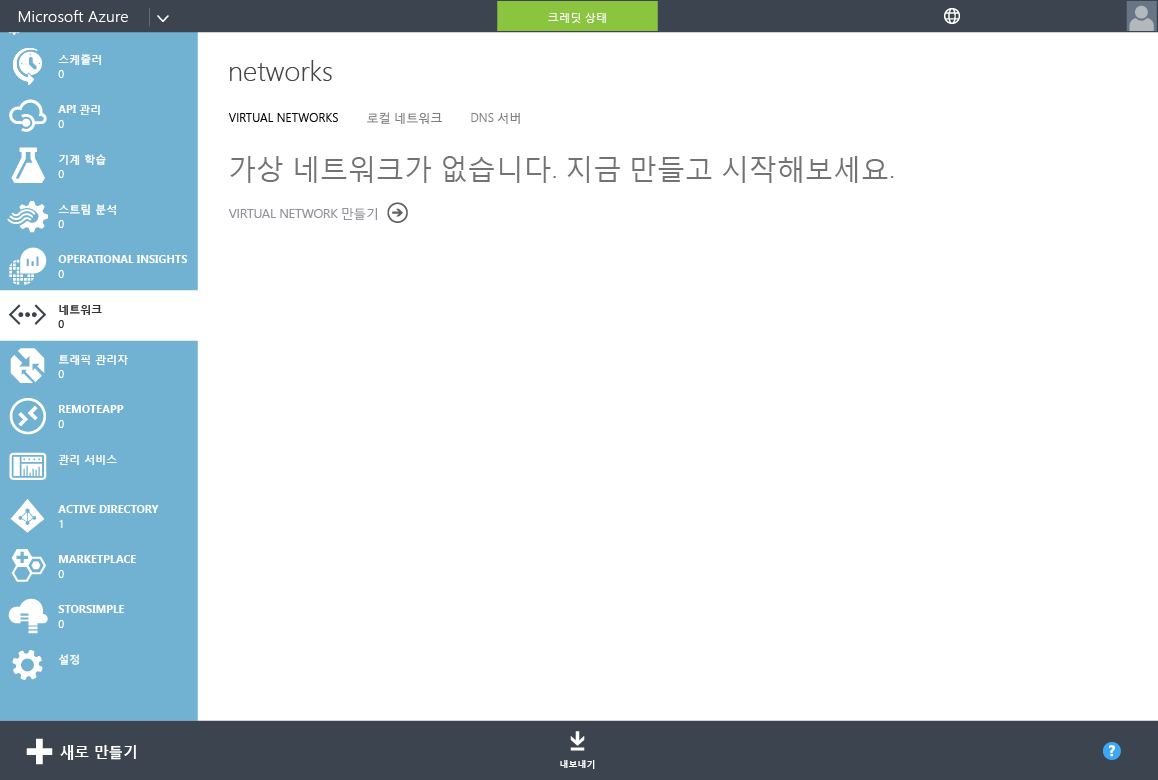 Microsoft Azure
크레딧 상태
스케줄러
0
API 관리
0
기계 학습
0
스트림 분석
0
OPERATIONAL INSIGHTS
0
네트워크
0
트래픽 관리자
0
REMOTEAPP
0
관리 서비스
ACTIVE DIRECTORY
1
MARKETPLACE
0
STORSIMPLE
0
설정
networks
VIRTUAL NETWORKS 로컬 네트워크 DNS 서버
가상 네트워크가 없습니다. 지금 만들고 시작해보세요.
VIRTUAL NETWORK 만들기
새로 만들기
내보내기
?